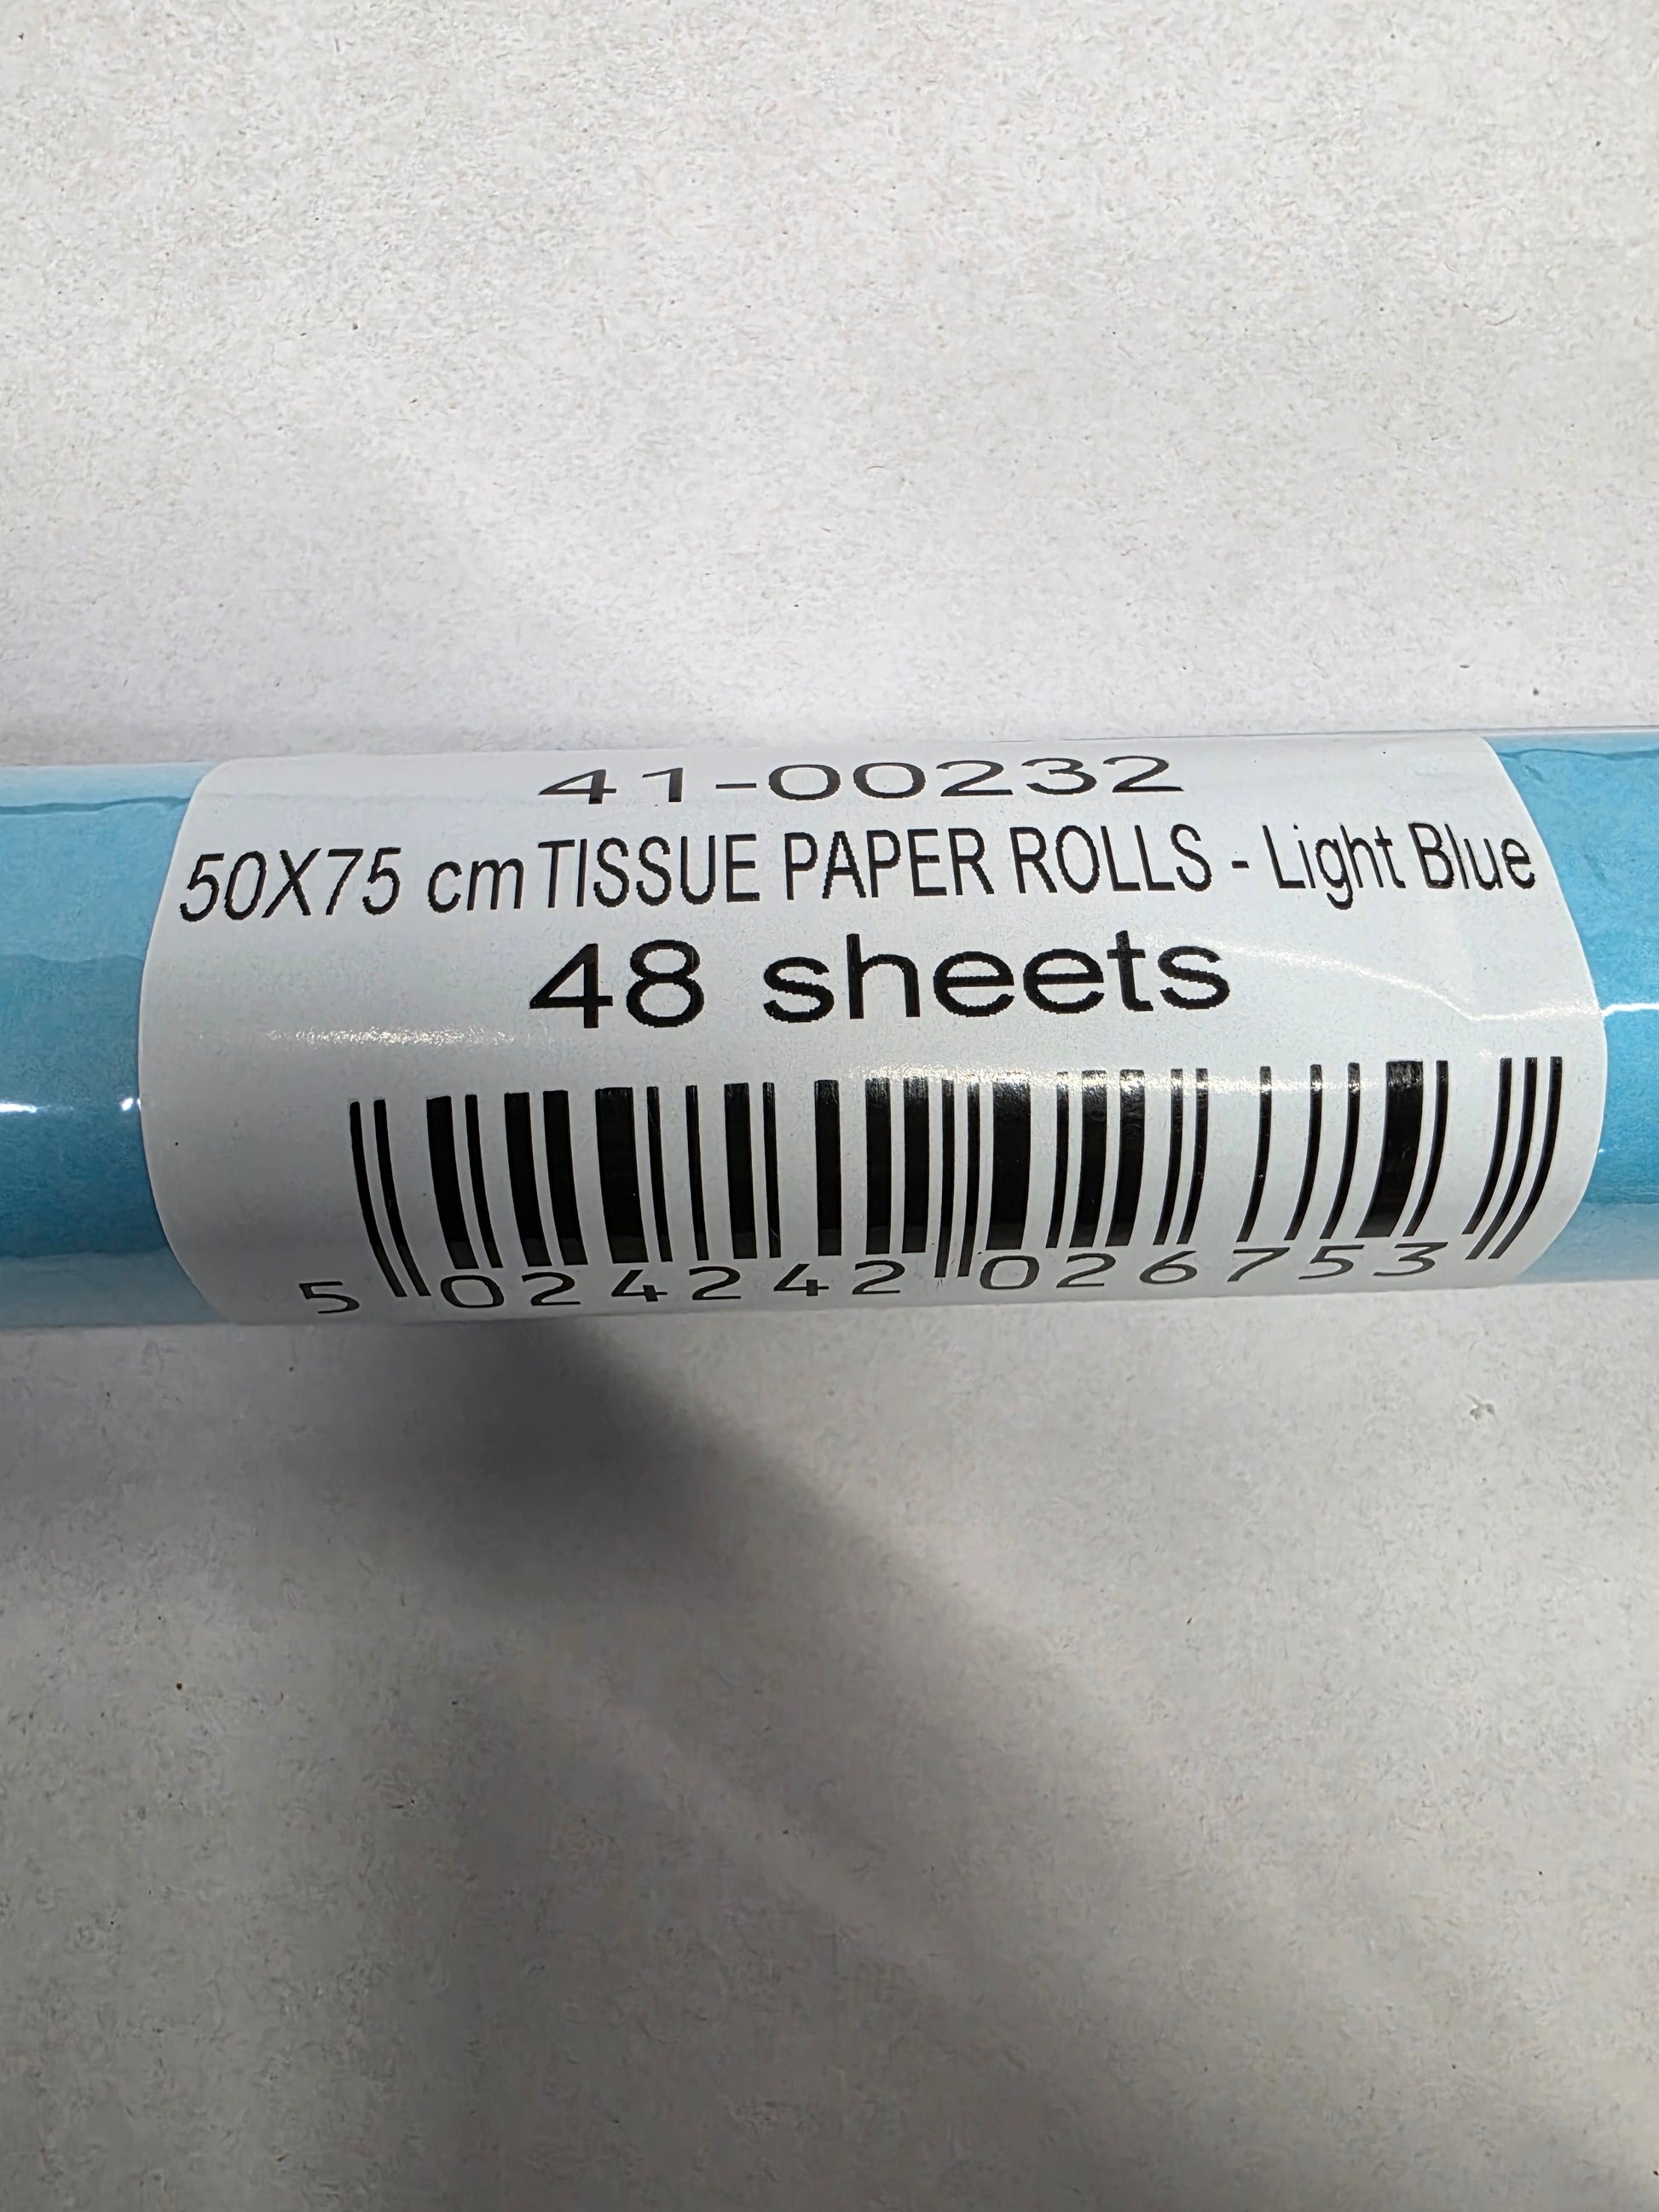 41-00232
50X75 cm TISSUE PAPER ROLLS - Light Blue
48 sheets
5 024242 026753